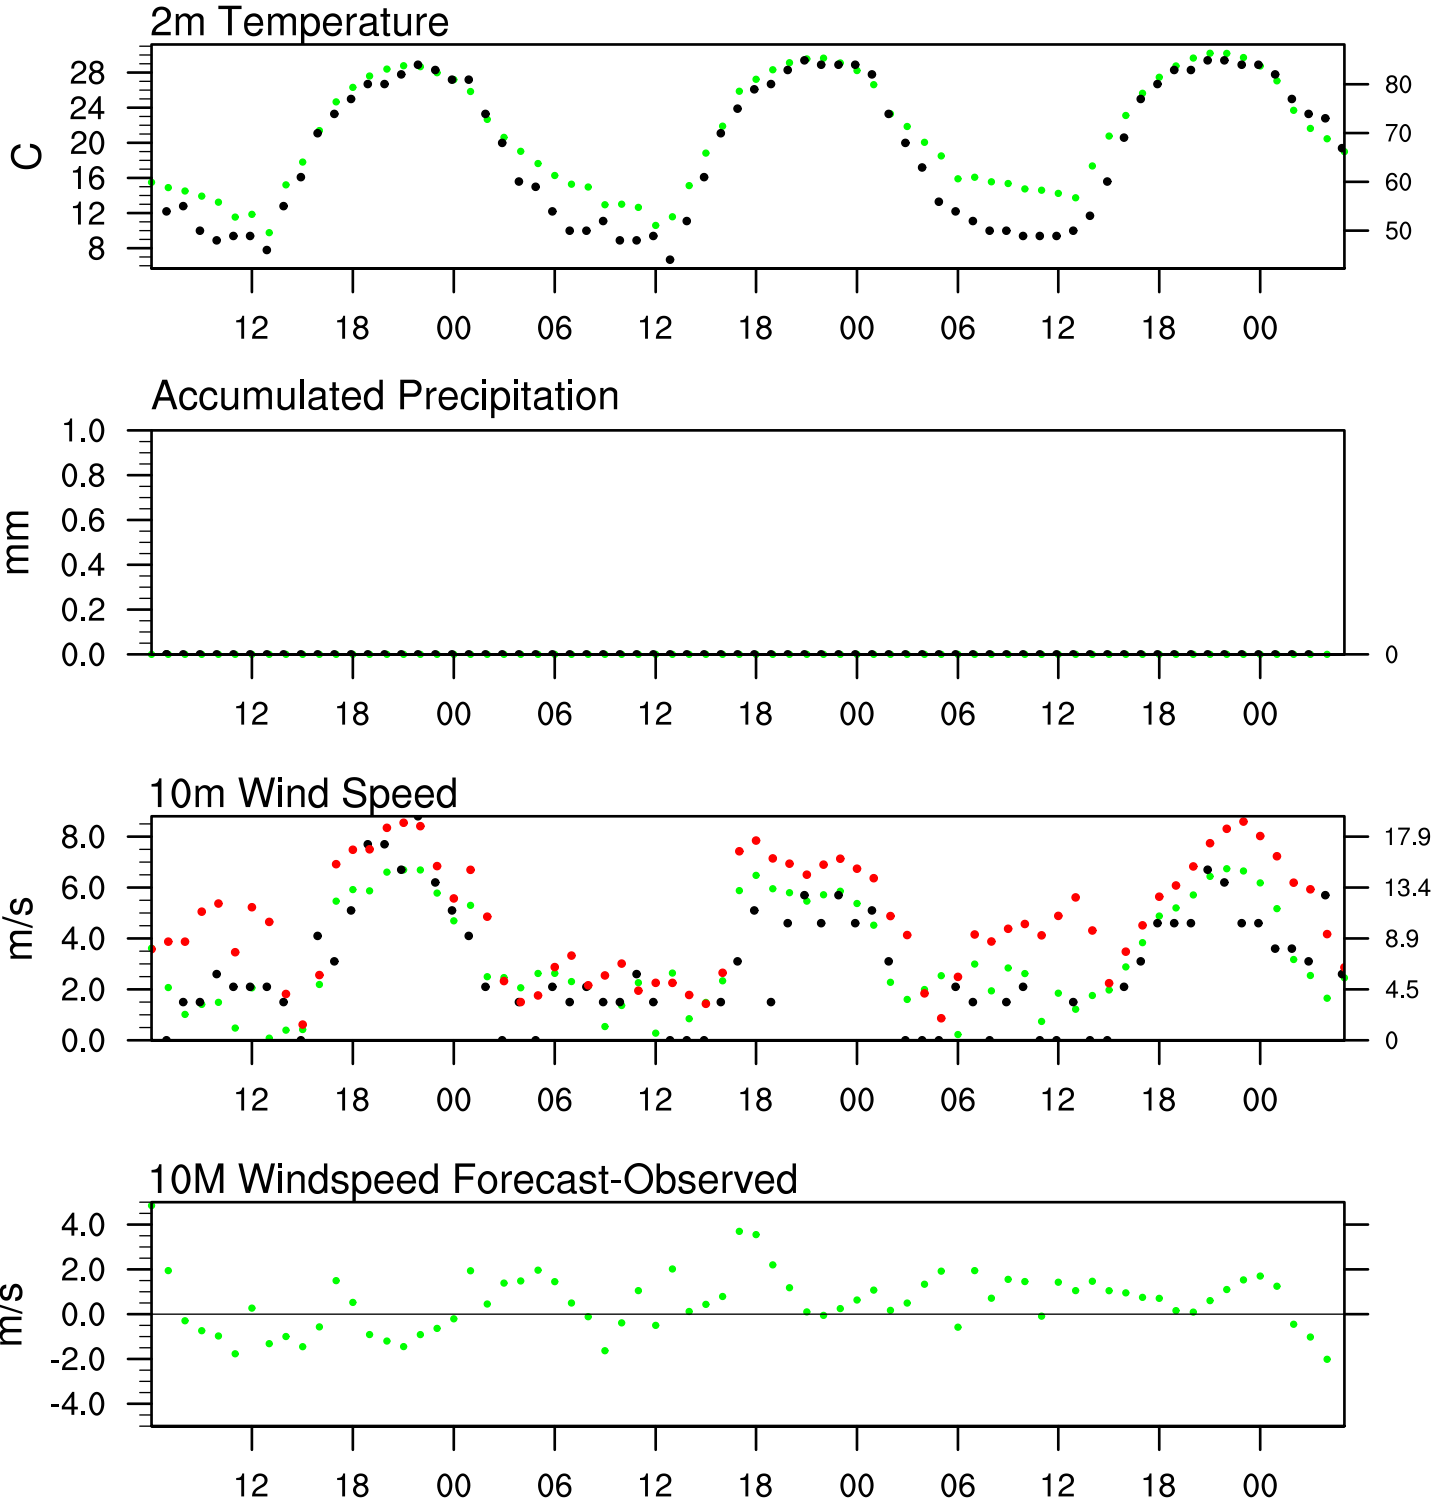 2m Temperature
C
28
24
20
16
12
8
80
70
60
50
12 18 00 06 12 18 00 06 12 18 00
Accumulated Precipitation
mm
1.0
0.8
0.6
0.4
0.2
0.0
0
12 18 00 06 12 18 00 06 12 18 00
10m Wind Speed
m/s
8.0
6.0
4.0
2.0
0.0
17.9
13.4
8.9
4.5
0
12 18 00 06 12 18 00 06 12 18 00
10M Windspeed Forecast-Observed
m/s
4.0
2.0
0.0
-2.0
-4.0
12 18 00 06 12 18 00 06 12 18 00